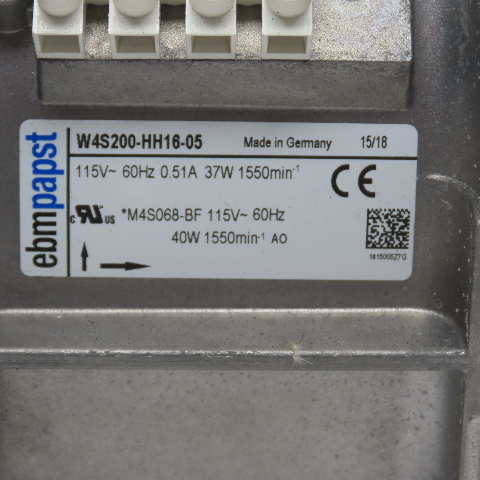 ebmpapst
W4S200-HH16-05 Made in Germany 15/18
115V~ 60Hz 0.51A 37W 1550min-1
CE
c RU US *M4S068-BF 115V~ 60Hz
40W 1550min-1 AO
181500527G